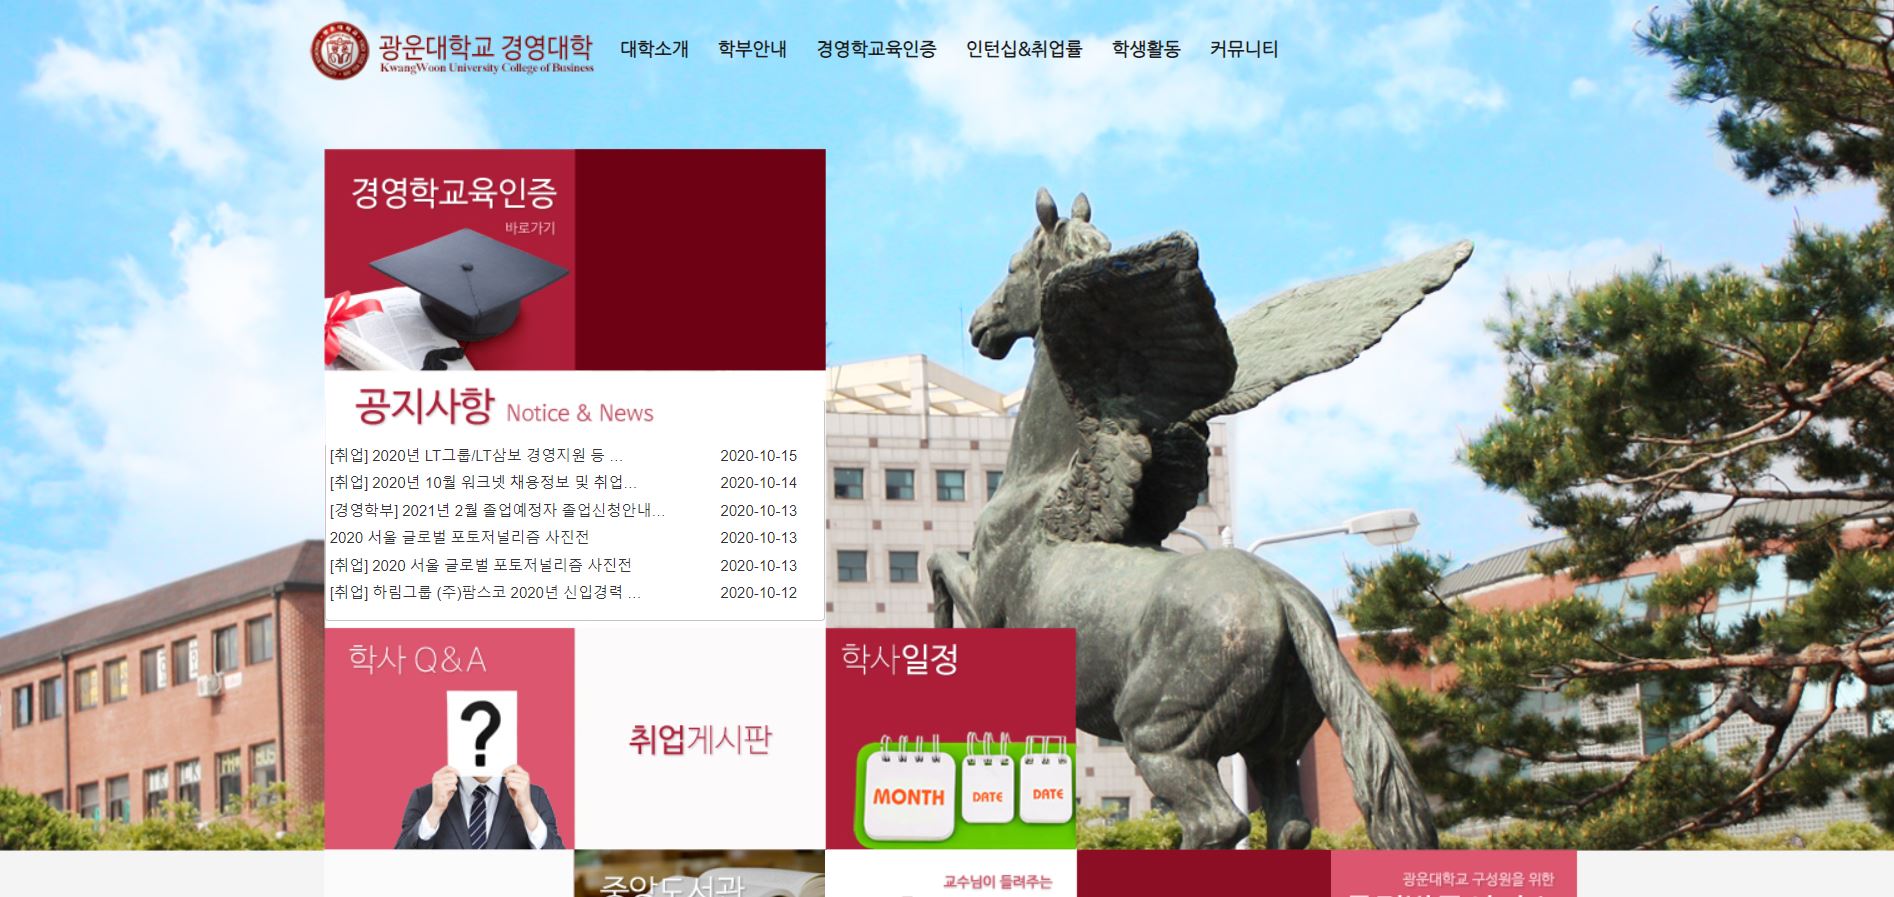 광운대학교 경영대학
KwangWoon University College of Business
대학소개 학부안내 경영학교육인증 인턴십&취업률 학생활동 커뮤니티
경영학교육인증
바로가기
공지사항 Notice & News
[취업] 2020년 LT그룹/LT삼보 경영지원 등 ... 2020-10-15
[취업] 2020년 10월 워크넷 채용정보 및 취업... 2020-10-14
[경영학부] 2021년 2월 졸업예정자 졸업신청안내... 2020-10-13
2020 서울 글로벌 포토저널리즘 사진전 2020-10-13
[취업] 2020 서울 글로벌 포토저널리즘 사진전 2020-10-13
[취업] 하림그룹 (주)팜스코 2020년 신입경력 ... 2020-10-12
학사 Q&A
?
취업게시판
학사일정
MONTH DATE DATE
중앙도서관
교수님이 들려주는
광운대학교 구성원을 위한